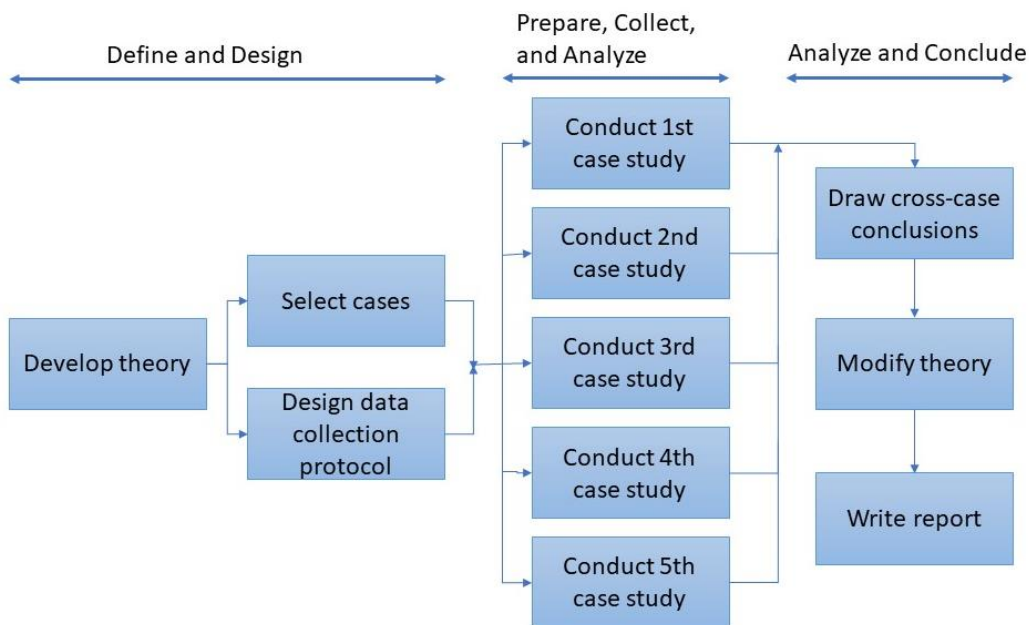 Define and Design
Prepare, Collect,
and Analyze
Analyze and Conclude
Develop theory
Select cases
Design data
collection
protocol
Conduct 1st
case study
Conduct 2nd
case study
Conduct 3rd
case study
Conduct 4th
case study
Conduct 5th
case study
Draw cross-case
conclusions
Modify theory
Write report